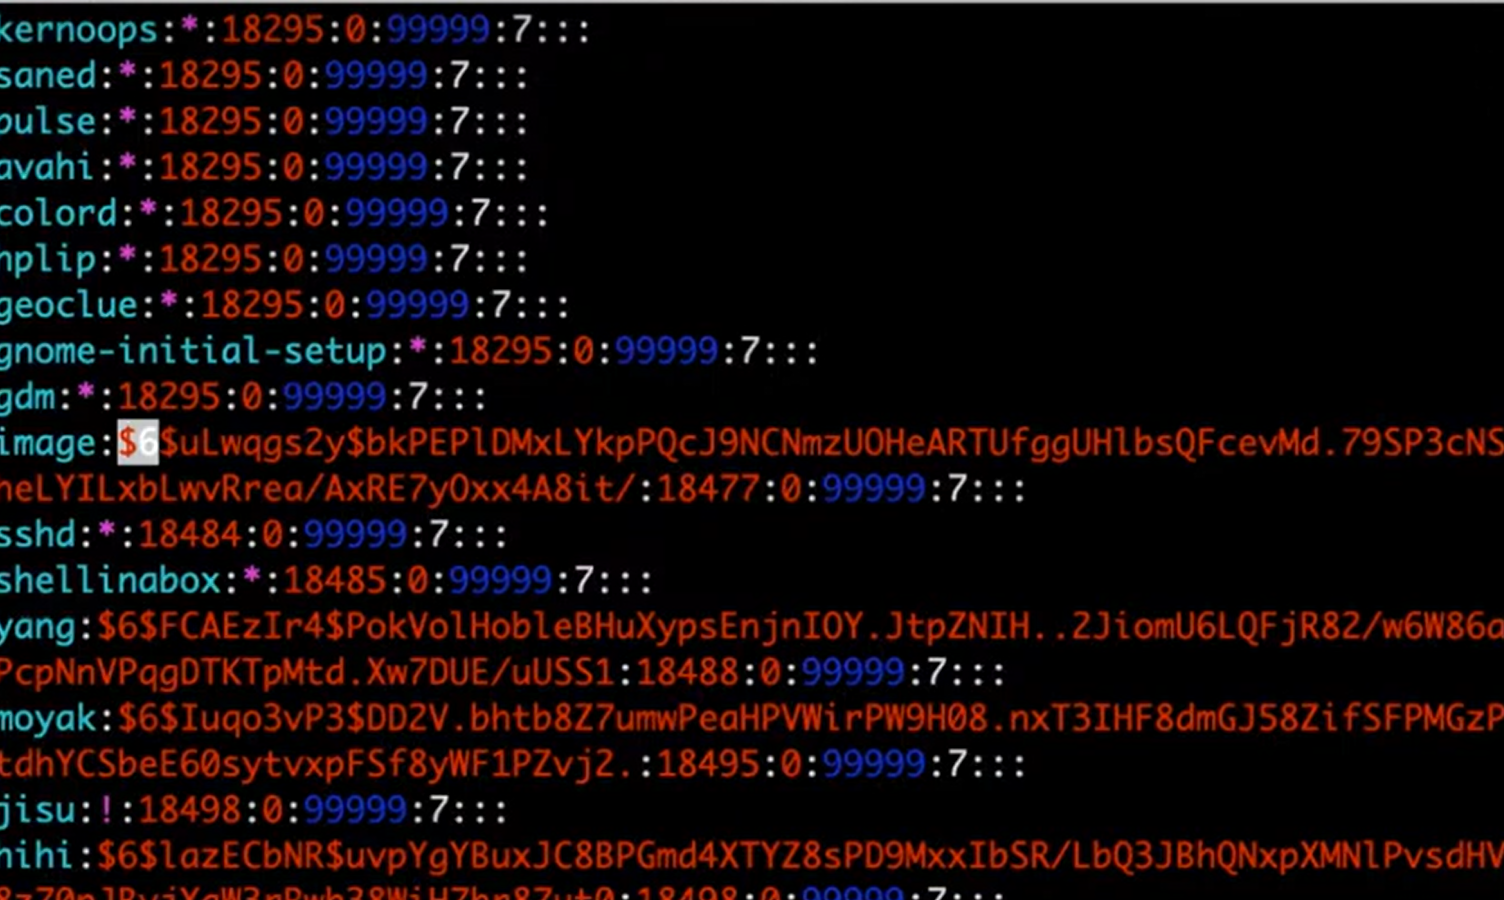 kernoops:*:18295:0:99999:7:::
saned:*:18295:0:99999:7:::
pulse:*:18295:0:99999:7:::
avahi:*:18295:0:99999:7:::
colord:*:18295:0:99999:7:::
hplip:*:18295:0:99999:7:::
geoclue:*:18295:0:99999:7:::
gnome-initial-setup:*:18295:0:99999:7:::
gdm:*:18295:0:99999:7:::
image:$6$uLwqgs2y$bkPEPlDMxLYkpPQcJ9NCNmzUOHeARTUfggUHlbsQFcevMd.79SP3cNS
heLYILxbLwvRrea/AxRE7yOxx4A8it/:18477:0:99999:7:::
sshd:*:18484:0:99999:7:::
shellinabox:*:18485:0:99999:7:::
yang:$6$FCAEzIr4$PokVolHobleBHuXypsEnjnIOY.JtpZNIH..2JiomU6LQFjR82/w6W86a
PcpNnVPqgDTKTpMtd.Xw7DUE/uUSS1:18488:0:99999:7:::
moyak:$6$Iuqo3vP3$DD2V.bhtb8Z7umwPeaHPVWirPW9H08.nxT3IHF8dmGJ58ZifSFPMGzP
tdhYCSbeE60sytvxpFSf8yWF1PZvj2.:18495:0:99999:7:::
jisu:!:18498:0:99999:7:::
hihi:$6$lazECbNR$uvpYgYBuxJC8BPGmd4XTYZ8sPD9MxxIbSR/LbQ3JBhQNxpXMNlPvsdHV